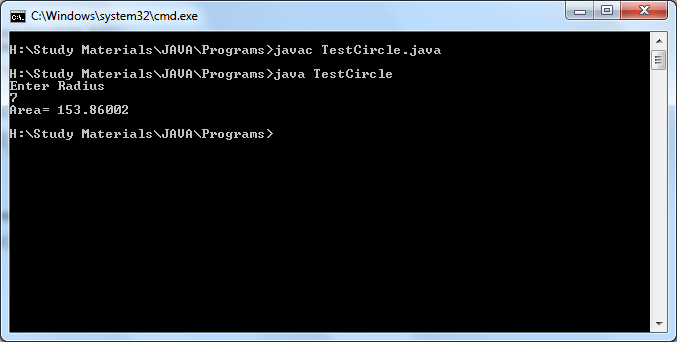 C:\Windows\system32\cmd.exe
H:\Study Materials\JAVA\Programs>javac TestCircle.java
H:\Study Materials\JAVA\Programs>java TestCircle
Enter Radius
7
Area= 153.86002
H:\Study Materials\JAVA\Programs>